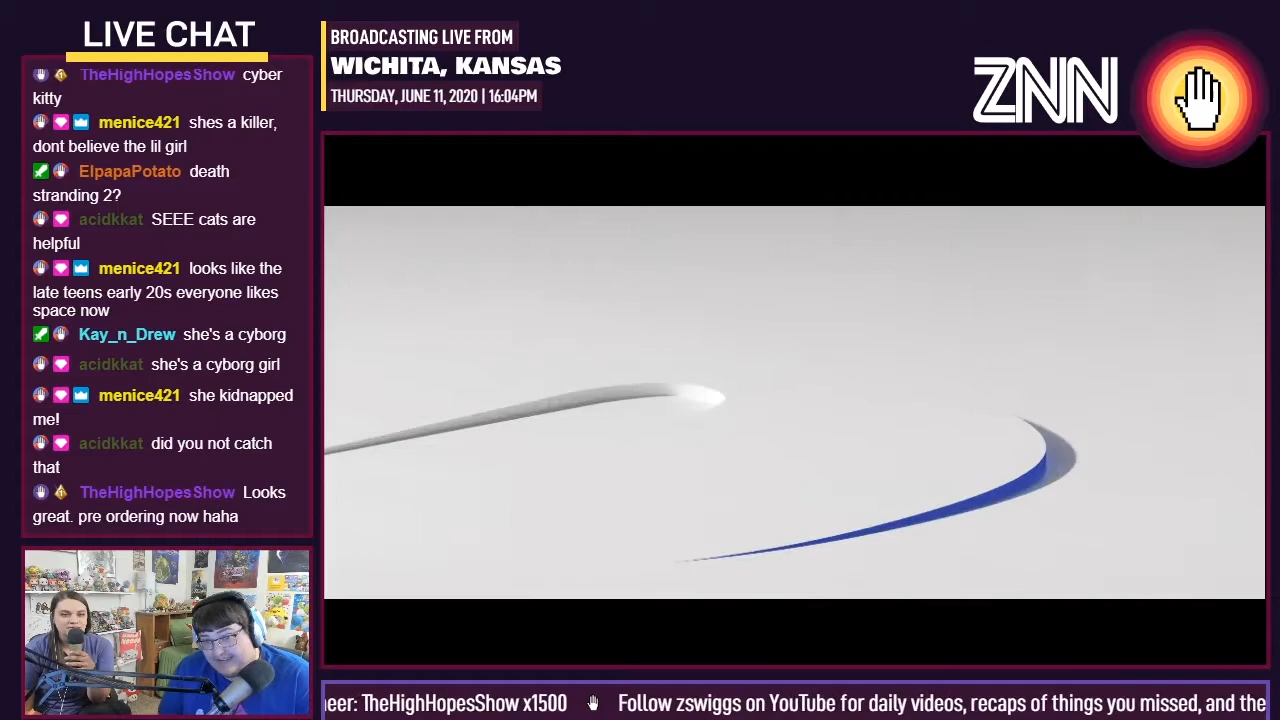 LIVE CHAT
TheHighHopesShow cyber
kitty
menice421 shes a killer,
dont believe the lil girl
ElpapaPotato death
stranding 2?
acidkkat SEEE cats are
helpful
menice421 looks like the
late teens early 20s everyone likes
space now
Kay_n_Drew she's a cyborg
acidkkat she's a cyborg girl
menice421 she kidnapped
me!
acidkkat did you not catch
that
TheHighHopesShow Looks
great. pre ordering now haha
BROADCASTING LIVE FROM
WICHITA, KANSAS
THURSDAY, JUNE 11, 2020 | 16:04PM
ZNN
eer: TheHighHopesShow x1500 Follow zswiggs on YouTube for daily videos, recaps of things you missed, and the